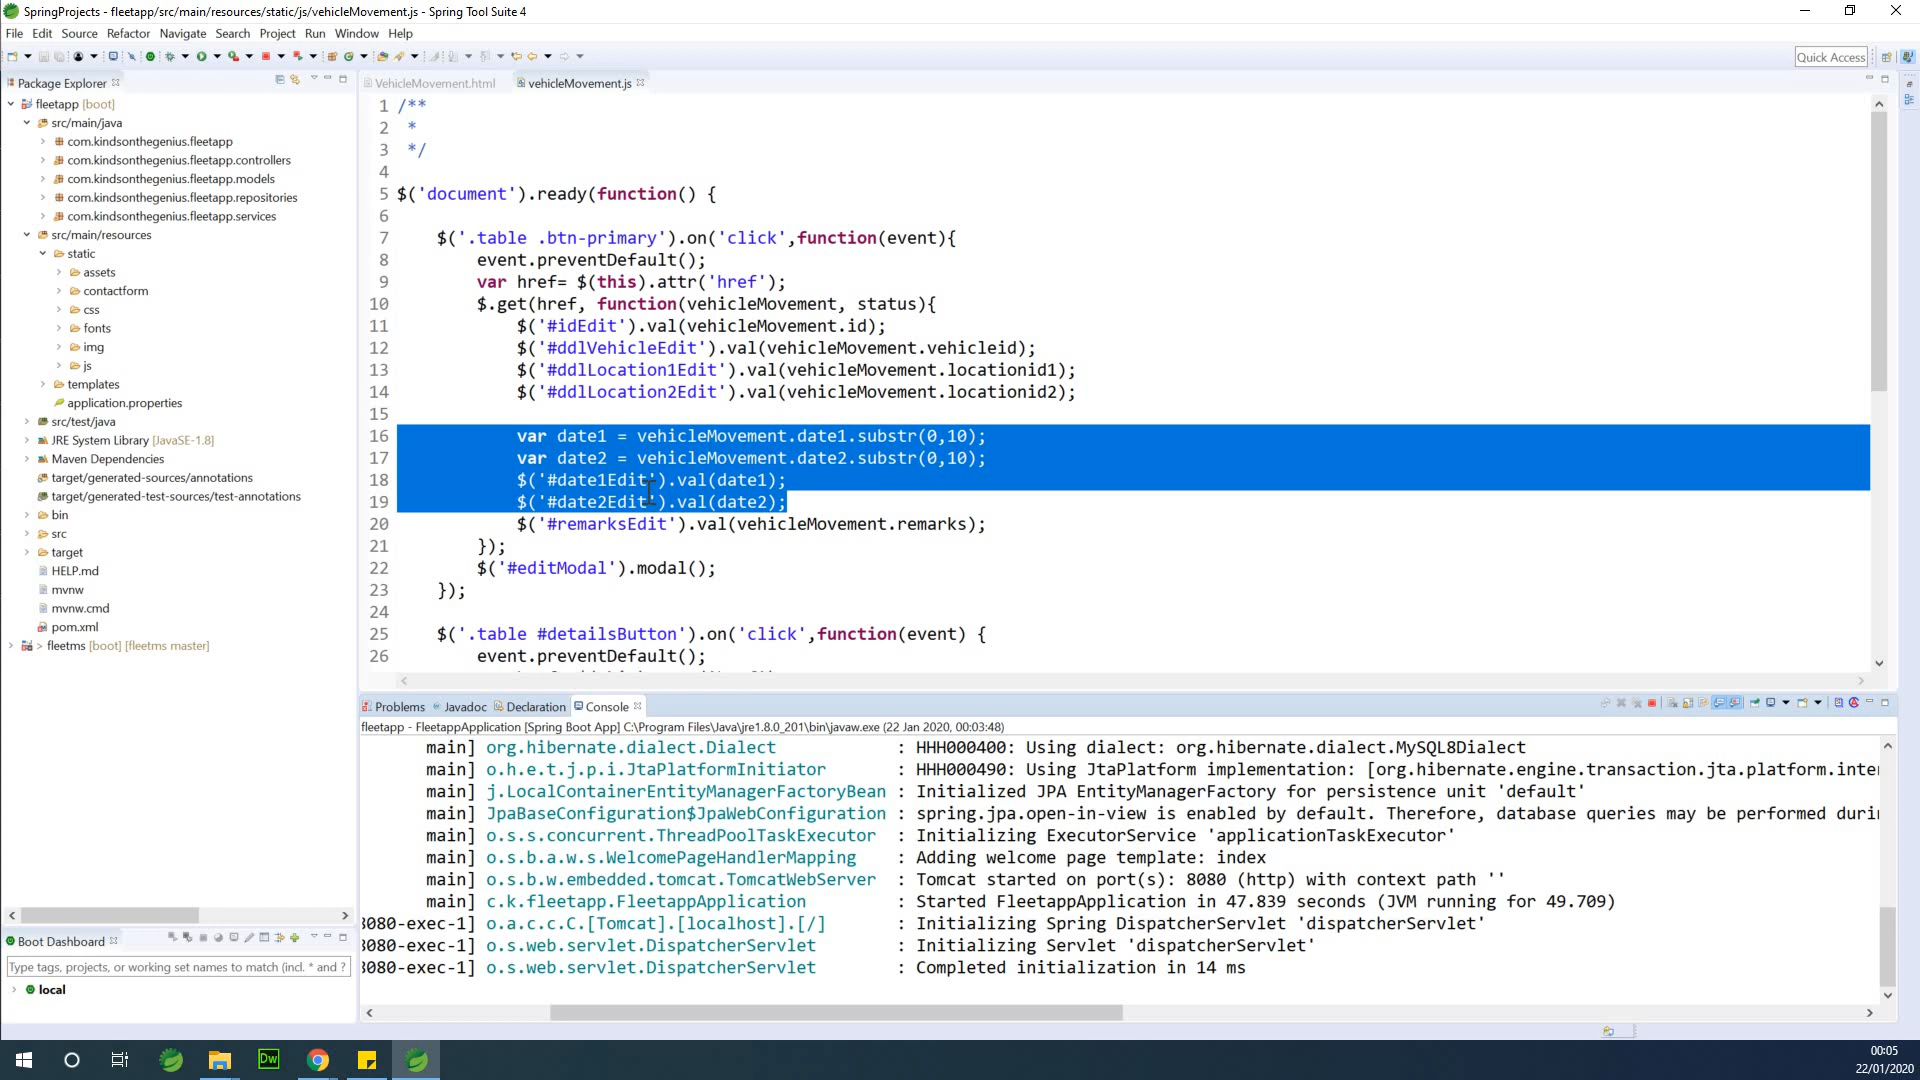 SpringProjects - fleetapp/src/main/resources/static/js/vehicleMovement.js - Spring Tool Suite 4
File Edit Source Refactor Navigate Search Project Run Window Help
Quick Access
Package Explorer
fleetapp [boot]
src/main/java
com.kindsonthegenius.fleetapp
com.kindsonthegenius.fleetapp.controllers
com.kindsonthegenius.fleetapp.models
com.kindsonthegenius.fleetapp.repositories
com.kindsonthegenius.fleetapp.services
src/main/resources
static
assets
contactform
css
fonts
img
js
templates
application.properties
src/test/java
JRE System Library [JavaSE-1.8]
Maven Dependencies
target/generated-sources/annotations
target/generated-test-sources/test-annotations
bin
src
target
HELP.md
mvnw
mvnw.cmd
pom.xml
> fleetms [boot] [fleetms master]
Boot Dashboard
Type tags, projects, or working set names to match (incl. * and ?
local
VehicleMovement.html vehicleMovement.js
1 /**
2 *
3 */
4
5 $('document').ready(function() {
6
7 $('.table .btn-primary').on('click',function(event){
8 event.preventDefault();
9 var href= $(this).attr('href');
10 $.get(href, function(vehicleMovement, status){
11 $('#idEdit').val(vehicleMovement.id);
12 $('#ddlVehicleEdit').val(vehicleMovement.vehicleid);
13 $('#ddlLocation1Edit').val(vehicleMovement.locationid1);
14 $('#ddlLocation2Edit').val(vehicleMovement.locationid2);
15
16 var date1 = vehicleMovement.date1.substr(0,10);
17 var date2 = vehicleMovement.date2.substr(0,10);
18 $('#date1Edit').val(date1);
19 $('#date2Edit').val(date2);
20 $('#remarksEdit').val(vehicleMovement.remarks);
21 });
22 $('#editModal').modal();
23 });
24
25 $('.table #detailsButton').on('click',function(event) {
26 event.preventDefault();
Problems Javadoc Declaration Console
fleetapp - FleetappApplication [Spring Boot App] C:\Program Files\Java\jre1.8.0_201\bin\javaw.exe (22 Jan 2020, 00:03:48)
main] org.hibernate.dialect.Dialect : HHH000400: Using dialect: org.hibernate.dialect.MySQL8Dialect
main] o.h.e.t.j.p.i.JtaPlatformInitiator : HHH000490: Using JtaPlatform implementation: [org.hibernate.engine.transaction.jta.platform.inte
main] j.LocalContainerEntityManagerFactoryBean : Initialized JPA EntityManagerFactory for persistence unit 'default'
main] JpaBaseConfiguration$JpaWebConfiguration : spring.jpa.open-in-view is enabled by default. Therefore, database queries may be performed duri
main] o.s.s.concurrent.ThreadPoolTaskExecutor : Initializing ExecutorService 'applicationTaskExecutor'
main] o.s.b.a.w.s.WelcomePageHandlerMapping : Adding welcome page template: index
main] o.s.b.w.embedded.tomcat.TomcatWebServer : Tomcat started on port(s): 8080 (http) with context path ''
main] c.k.fleetapp.FleetappApplication : Started FleetappApplication in 47.839 seconds (JVM running for 49.709)
8080-exec-1] o.a.c.c.C.[Tomcat].[localhost].[/] : Initializing Spring DispatcherServlet 'dispatcherServlet'
8080-exec-1] o.s.web.servlet.DispatcherServlet : Initializing Servlet 'dispatcherServlet'
8080-exec-1] o.s.web.servlet.DispatcherServlet : Completed initialization in 14 ms
Dw
00:05
22/01/2020